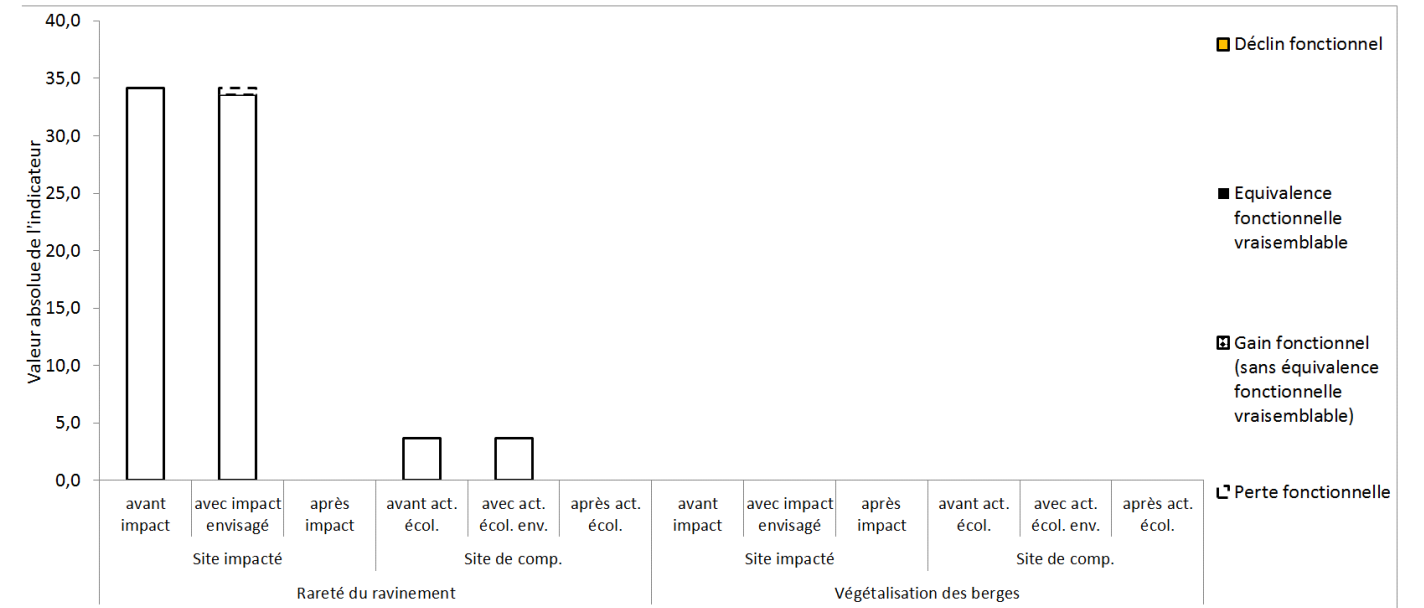 40,0
35,0
30,0
25,0
20,0
15,0
10,0
5,0
0,0
Valeur absolue de l'indicateur
avant impact
avec impact envisagé
après impact
avant act. écol.
avec act. écol. env.
après act. écol.
avant impact
avec impact envisagé
après impact
avant act. écol.
avec act. écol. env.
après act. écol.
Site impacté
Site de comp.
Site impacté
Site de comp.
Rareté du ravinement
Végétalisation des berges
Déclin fonctionnel
Equivalence
fonctionnelle
vraisemblable
Gain fonctionnel
(sans équivalence
fonctionnelle
vraisemblable)
Perte fonctionnelle